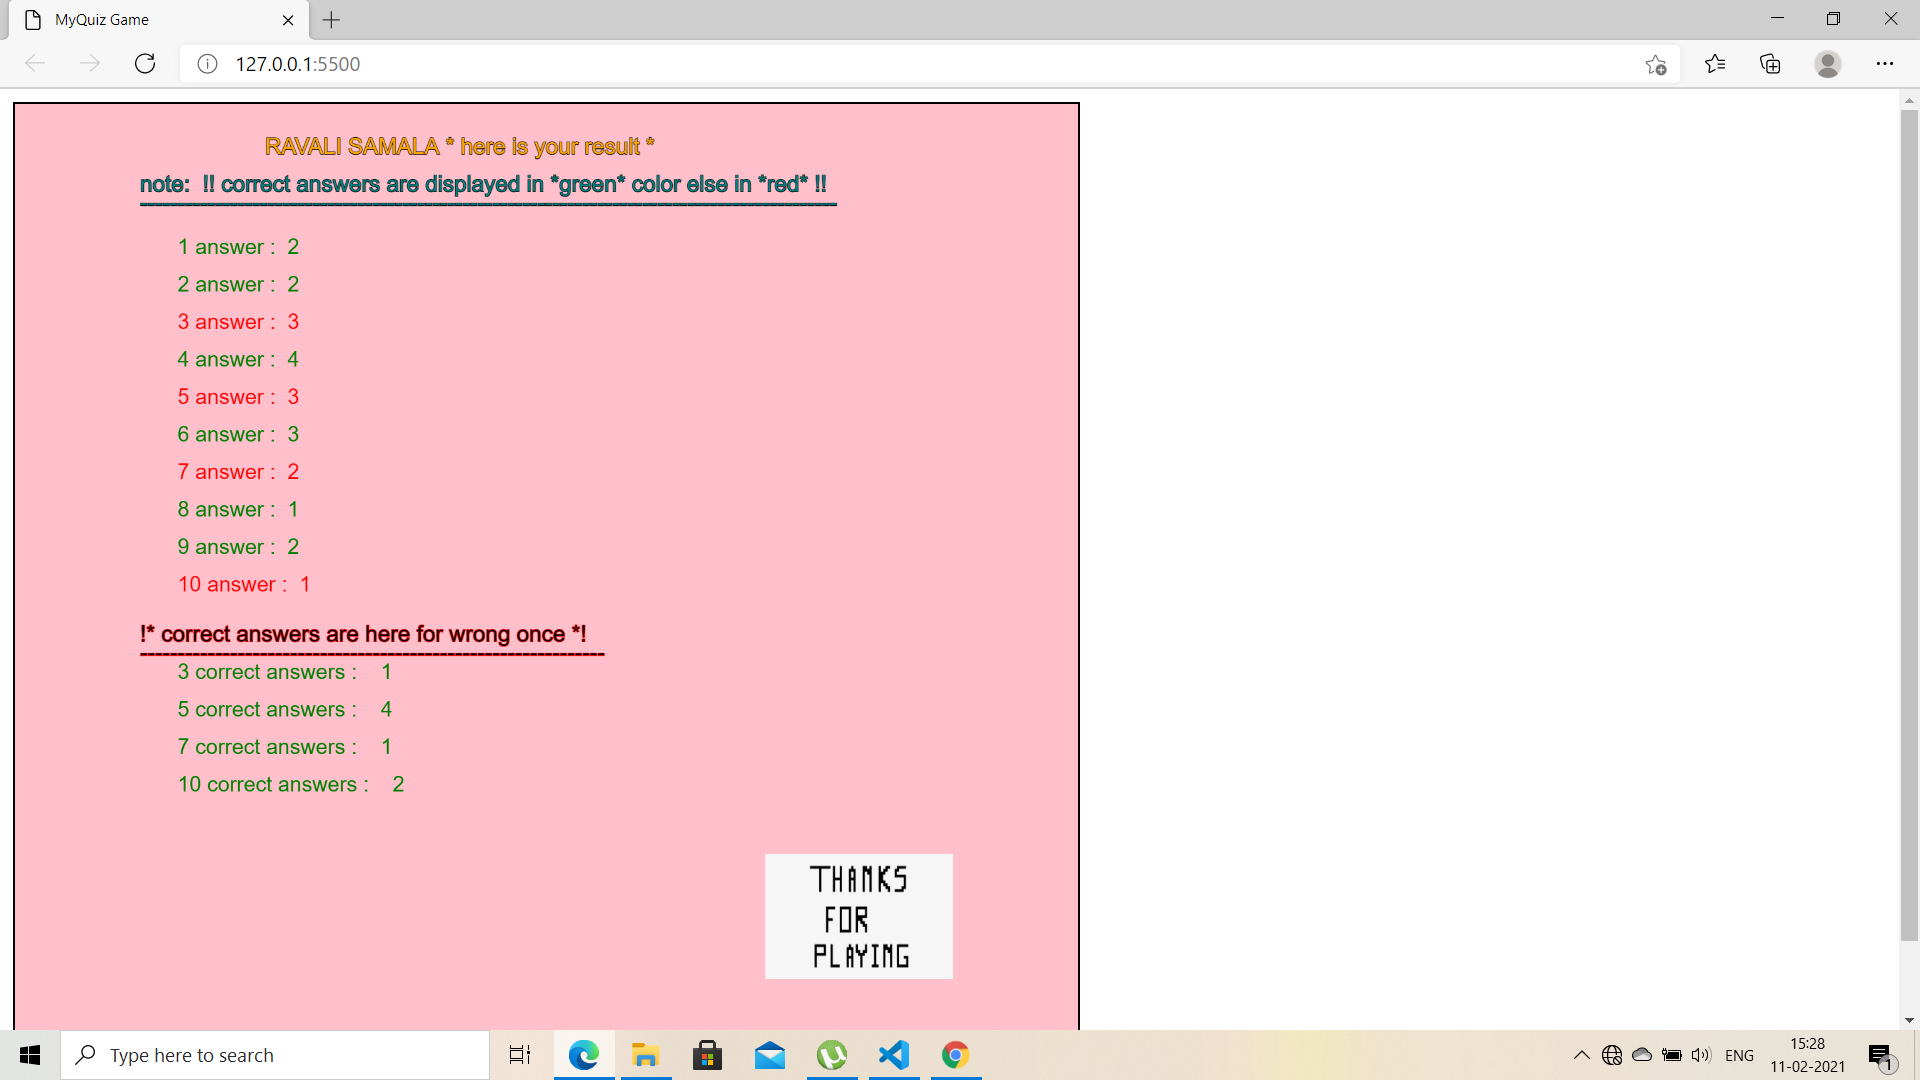 MyQuiz Game
127.0.0.1:5500
RAVALI SAMALA * here is your result *
note:  !! correct answers are displayed in *green* color else in *red* !!
1 answer :  2
2 answer :  2
3 answer :  3
4 answer :  4
5 answer :  3
6 answer :  3
7 answer :  2
8 answer :  1
9 answer :  2
10 answer :  1
!* correct answers are here for wrong once *!
3 correct answers :    1
5 correct answers :    4
7 correct answers :    1
10 correct answers :    2
THANKS
FOR
PLAYING
Type here to search
ENG
15:28
11-02-2021
1